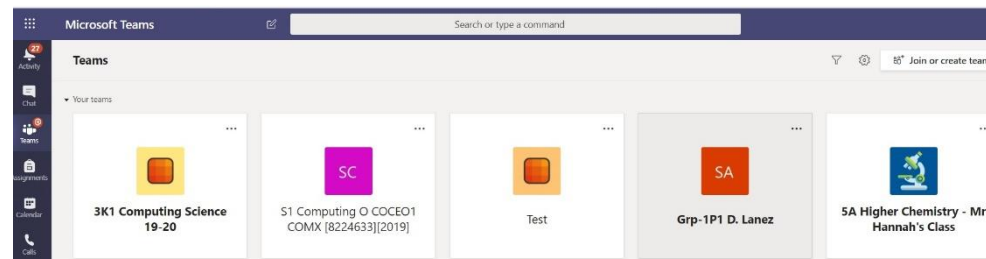 Microsoft Teams
Search or type a command
27
Activity
Teams
Join or create team
Chat
Your teams
Teams
Assignments
Calendar
Calls
3K1 Computing Science
19-20
SC
S1 Computing O COCEO1
COMX [8224633][2019]
Test
SA
Grp-1P1 D. Lanez
5A Higher Chemistry - Mr
Hannah's Class